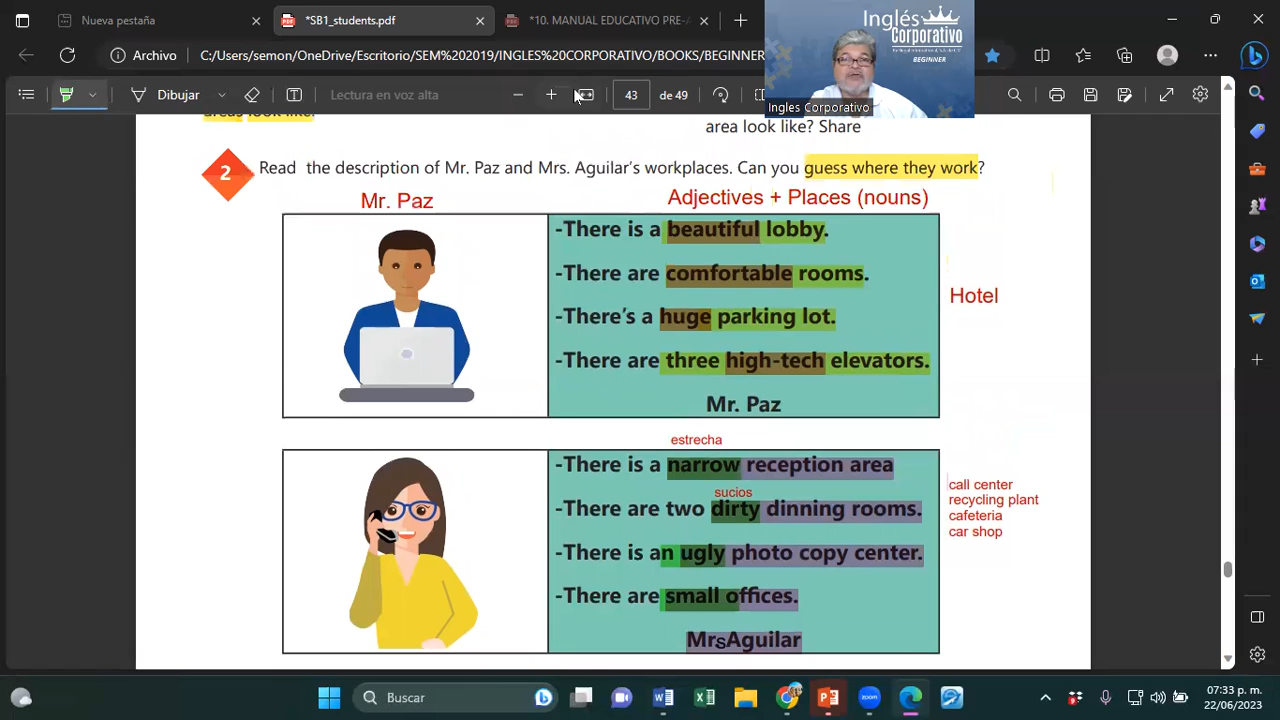 Nueva pestaña
*SB1_students.pdf
*10. MANUAL EDUCATIVO PRE-A
Archivo
C:/Users/semon/OneDrive/Escritorio/SEM%202019/INGLES%20CORPORATIVO/BOOKS/BEGINNER
Inglés
Corporativo
BEGINNER
Ingles Corporativo
Dibujar
Lectura en voz alta
43
de 49
areas look like.
area look like? Share
2
Read the description of Mr. Paz and Mrs. Aguilar's workplaces. Can you guess where they work?
Mr. Paz
Adjectives + Places (nouns)
-There is a beautiful lobby.
-There are comfortable rooms.
Hotel
-There's a huge parking lot.
-There are three high-tech elevators.
Mr. Paz
estrecha
-There is a narrow reception area
call center
sucios
recycling plant
-There are two dirty dinning rooms.
cafeteria
car shop
-There is an ugly photo copy center.
-There are small offices.
MrsAguilar
Buscar
07:33 p. m.
22/06/2023